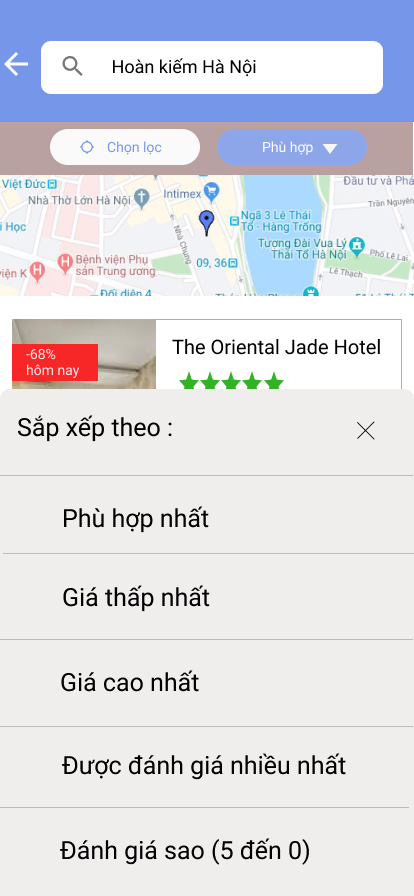 Hoàn kiếm Hà Nội
Chọn lọc
Phù hợp
Việt Đức
Nhà Thờ Lớn Hà Nội
Intimex
Đầu tư và Phá
Trần Nguyên
i Học
Nhà Chung
Ngã 3 Lê Thái
Tổ - Hàng Trống
Tượng Đài Vua Lý
Thái Tổ Hà Nội
Phố Lê Lai
Lê Thạch
viện K
Bệnh viện Phụ
sản Trung ương
09, 36
Đối diện 4
The Oriental Jade Hotel
-68%
hôm nay
Sắp xếp theo :
Phù hợp nhất
Giá thấp nhất
Giá cao nhất
Được đánh giá nhiều nhất
Đánh giá sao (5 đến 0)